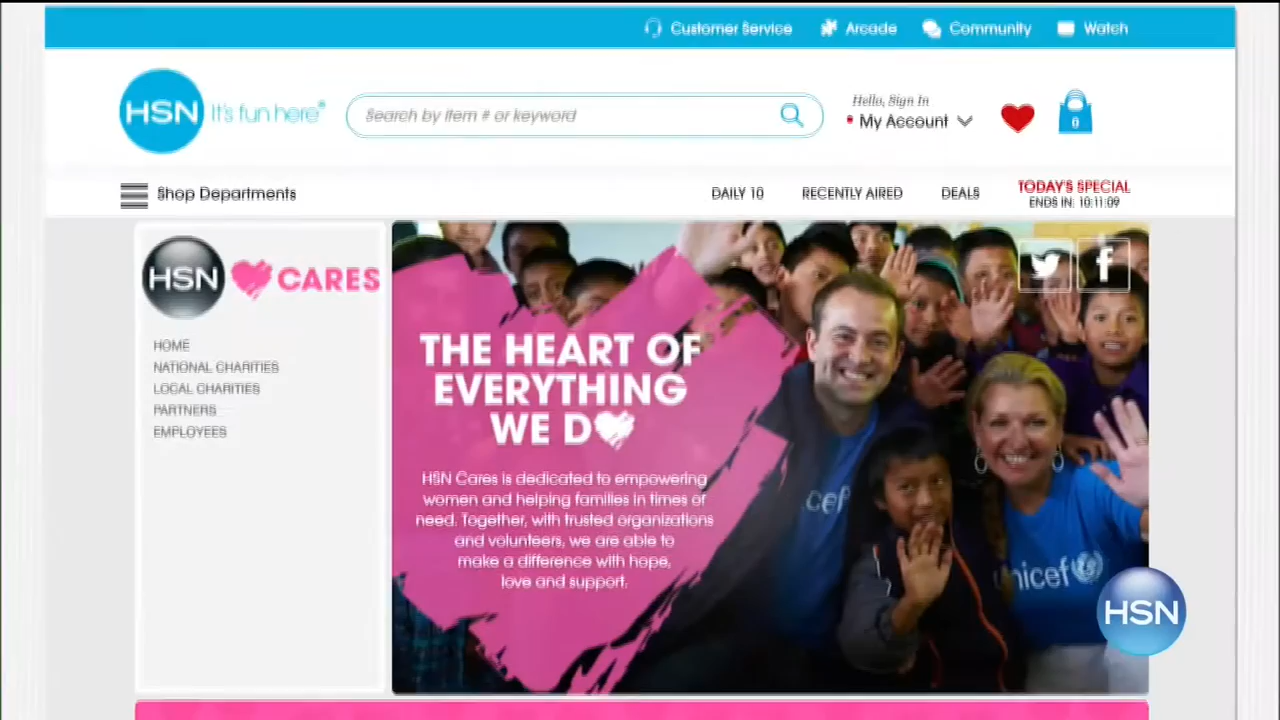 Customer Service
Arcade
Community
Watch
HSN It's fun here®
Search by item # or keyword
Hello, Sign In
My Account
0
Shop Departments
DAILY 10
RECENTLY AIRED
DEALS
TODAY'S SPECIAL
ENDS IN: 10:11:09
HSN CARES
HOME
NATIONAL CHARITIES
LOCAL CHARITIES
PARTNERS
EMPLOYEES
THE HEART OF
EVERYTHING
WE D
HSN Cares is dedicated to empowering
women and helping families in times of
need. Together, with trusted organizations
and volunteers, we are able to
make a difference with hope,
love and support.
f
icef
unicef
HSN